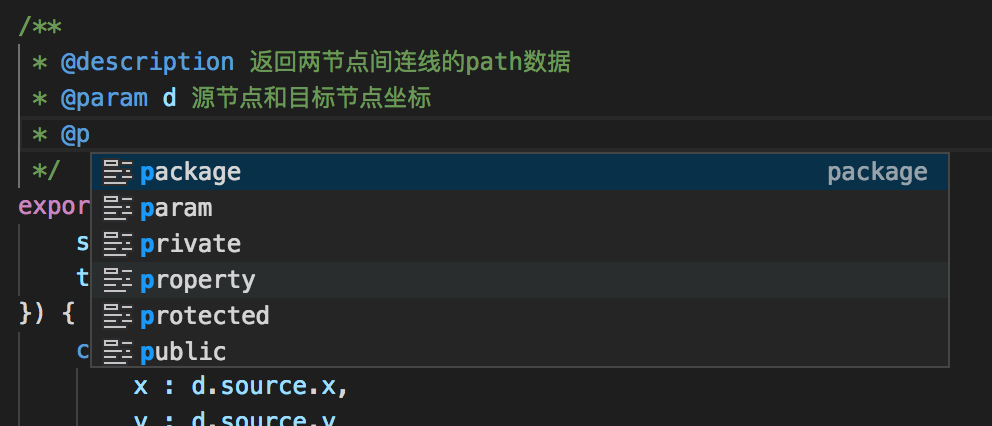 /**
* @description 返回两节点间连线的path数据
* @param d 源节点和目标节点坐标
* @p
*/
package package
expor
param
s
private
t
property
}) {
protected
c
public
x : d.source.x,
y : d.source.y